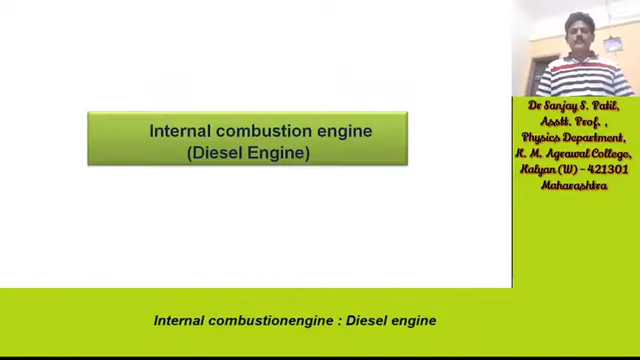 Internal combustion engine
(Diesel Engine)
Dr Sanjay S. Patil,
Asstt. Prof. ,
Physics Department,
K. M. Agrawal College,
Kalyan (W) - 421301
Maharashtra
Internal combustionengine : Diesel engine